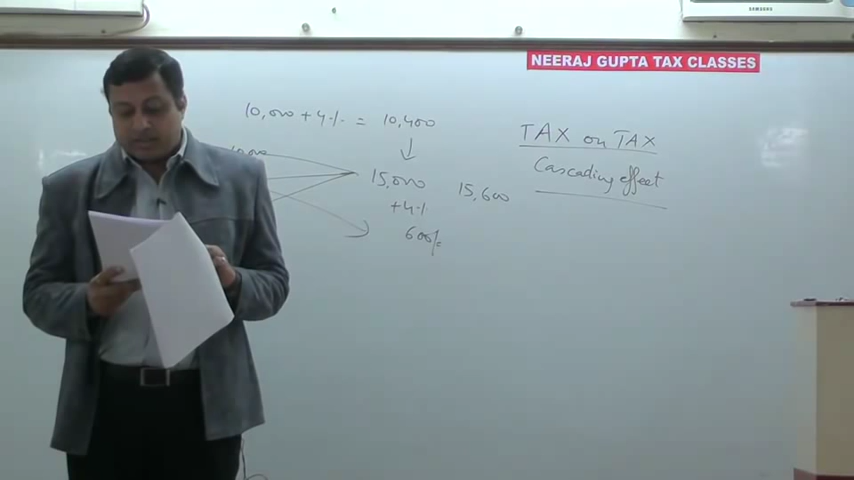 SAMSUNG
NEERAJ GUPTA TAX CLASSES
10,000 + 4% = 10,400
TAX on TAX
Cascading effect
15,000
15,600
+4%
600/=